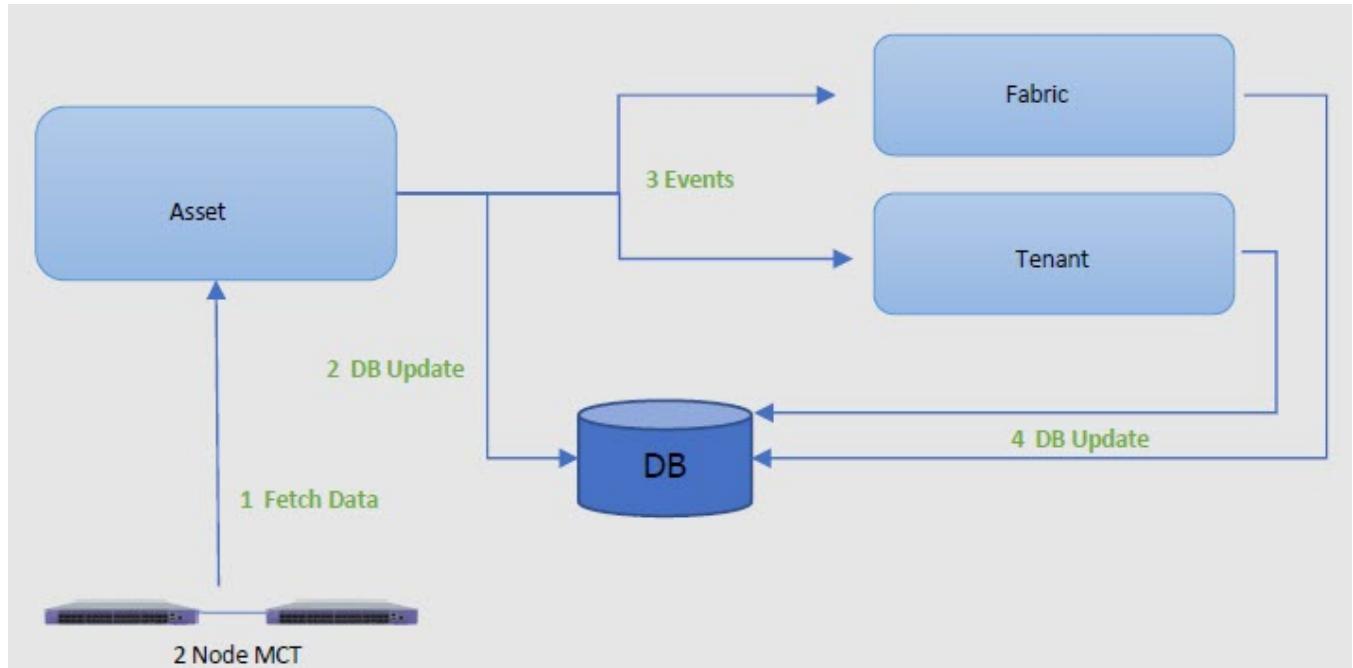 Fabric
3 Events
Asset
Tenant
2 DB Update
4 DB Update
DB
1 Fetch Data
2 Node MCT